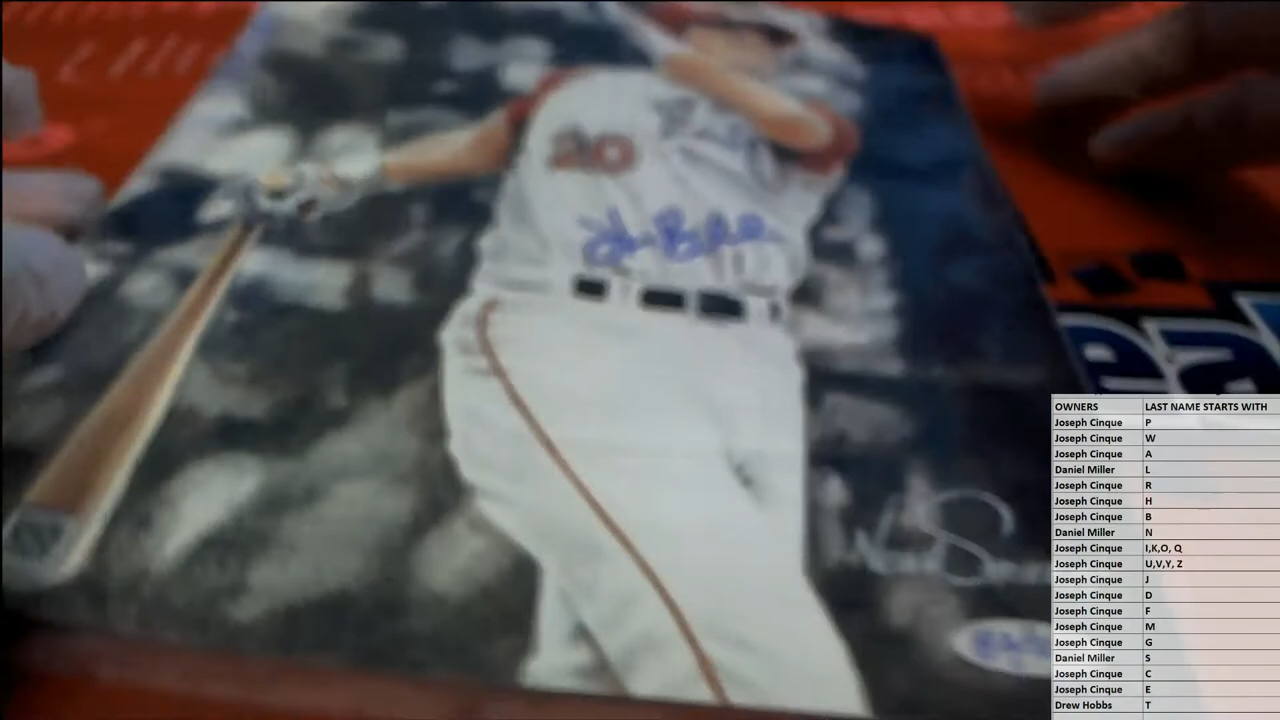 20
ea
OWNERS LAST NAME STARTS WITH
Joseph Cinque P
Joseph Cinque W
Joseph Cinque A
Daniel Miller L
Joseph Cinque R
Joseph Cinque H
Joseph Cinque B
Daniel Miller N
Joseph Cinque I,K,O, Q
Joseph Cinque U,V,Y, Z
Joseph Cinque J
Joseph Cinque D
Joseph Cinque F
Joseph Cinque M
Joseph Cinque G
Daniel Miller S
Joseph Cinque C
Joseph Cinque E
Drew Hobbs T